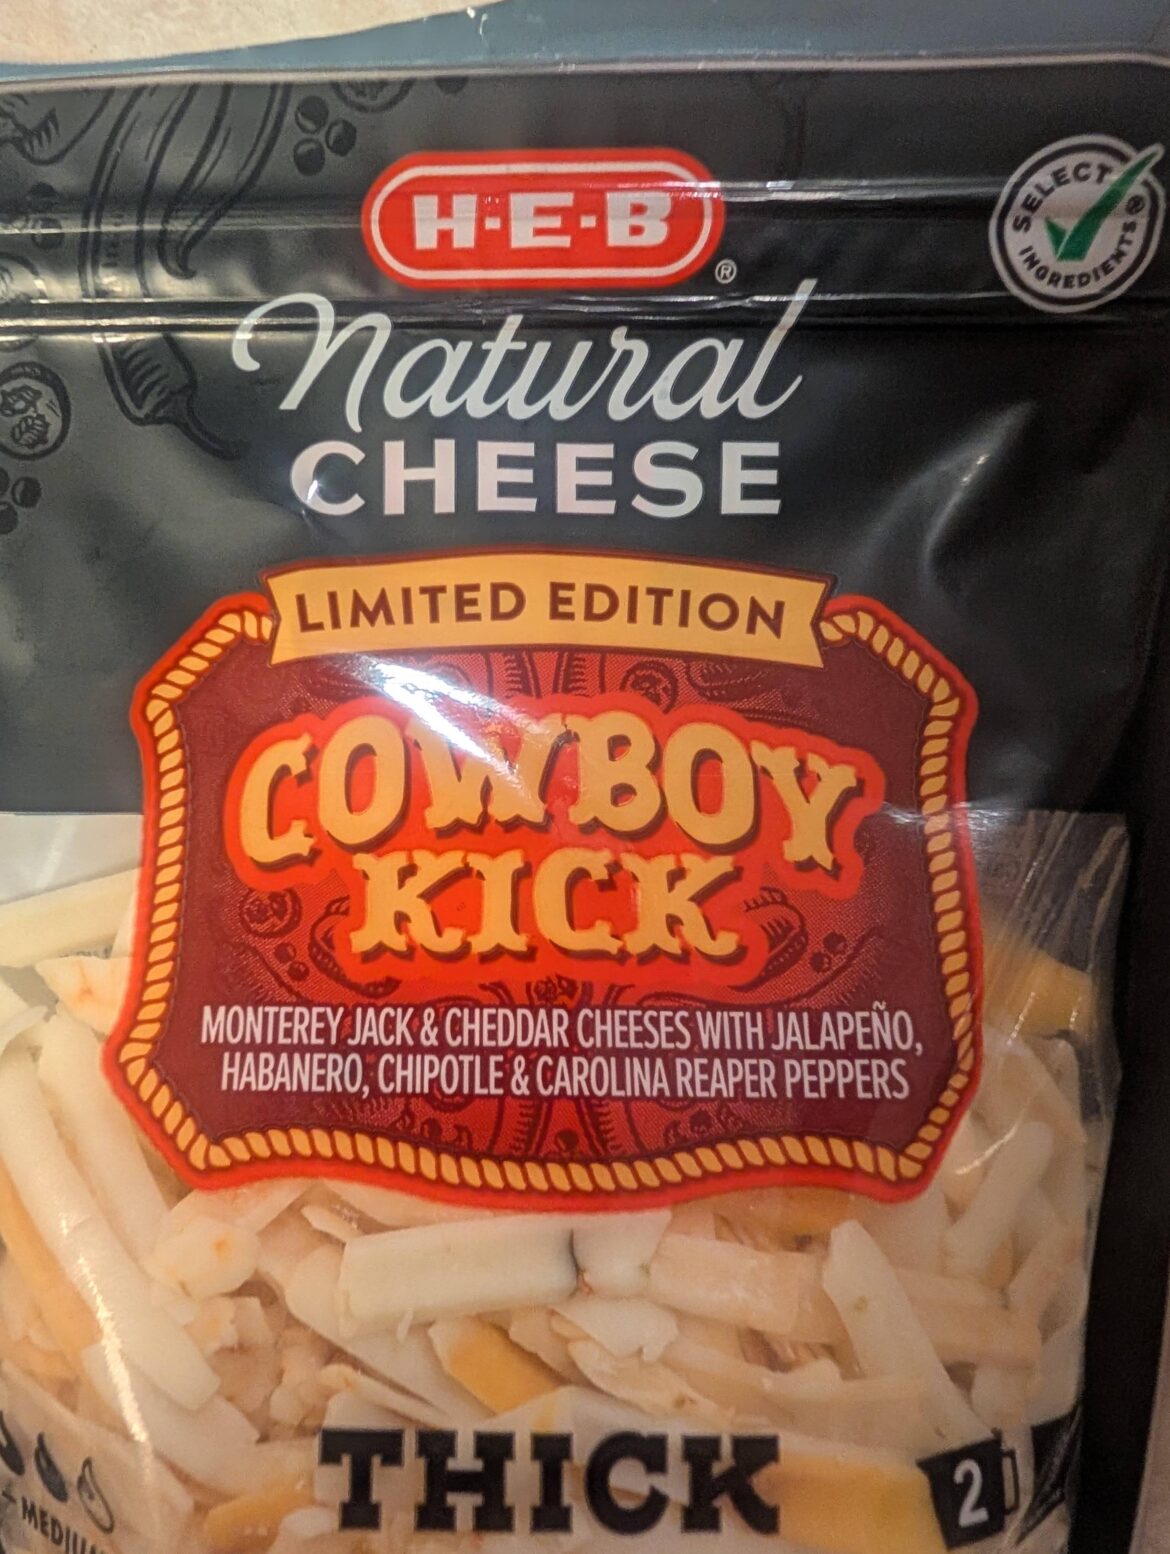 H-E-B
®
SELECT
INGREDIENTS®
Natural
CHEESE
LIMITED EDITION
COWBOY
KICK
MONTEREY JACK & CHEDDAR CHEESES WITH JALAPEÑO,
HABANERO, CHIPOTLE & CAROLINA REAPER PEPPERS
THICK
2